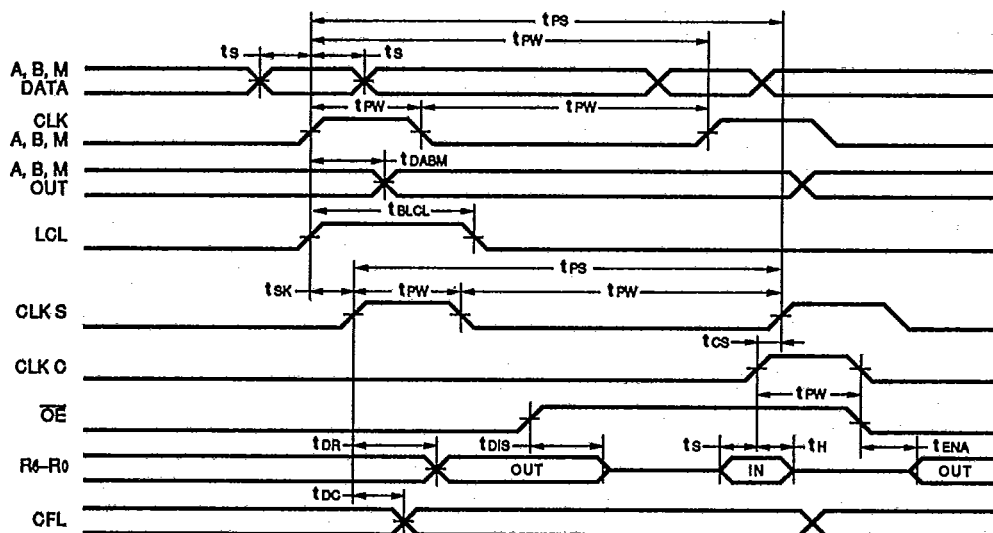 tPS
tPW
tS tS
A, B, M
DATA
tPW tPW
CLK
A, B, M
tDABM
A, B, M
OUT
tBLCL
LCL
tPS
tSK tPW tPW
CLK S
tCS
CLK C
tPW
OE
tDR tDIS tS tH tENA
R6–R0 OUT IN OUT
tDC
CFL